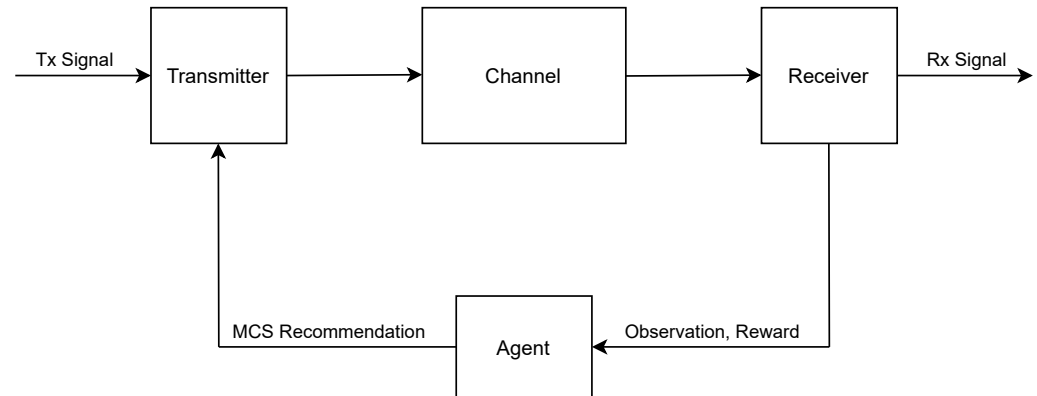 Tx Signal
Transmitter
Channel
Receiver
Rx Signal
MCS Recommendation
Agent
Observation, Reward